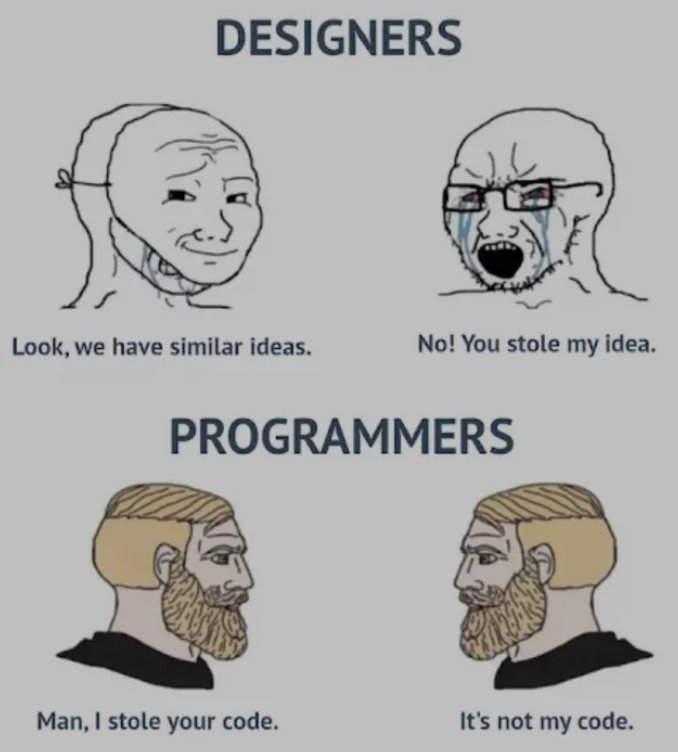 DESIGNERS
Look, we have similar ideas.
No! You stole my idea.
PROGRAMMERS
Man, I stole your code.
It's not my code.